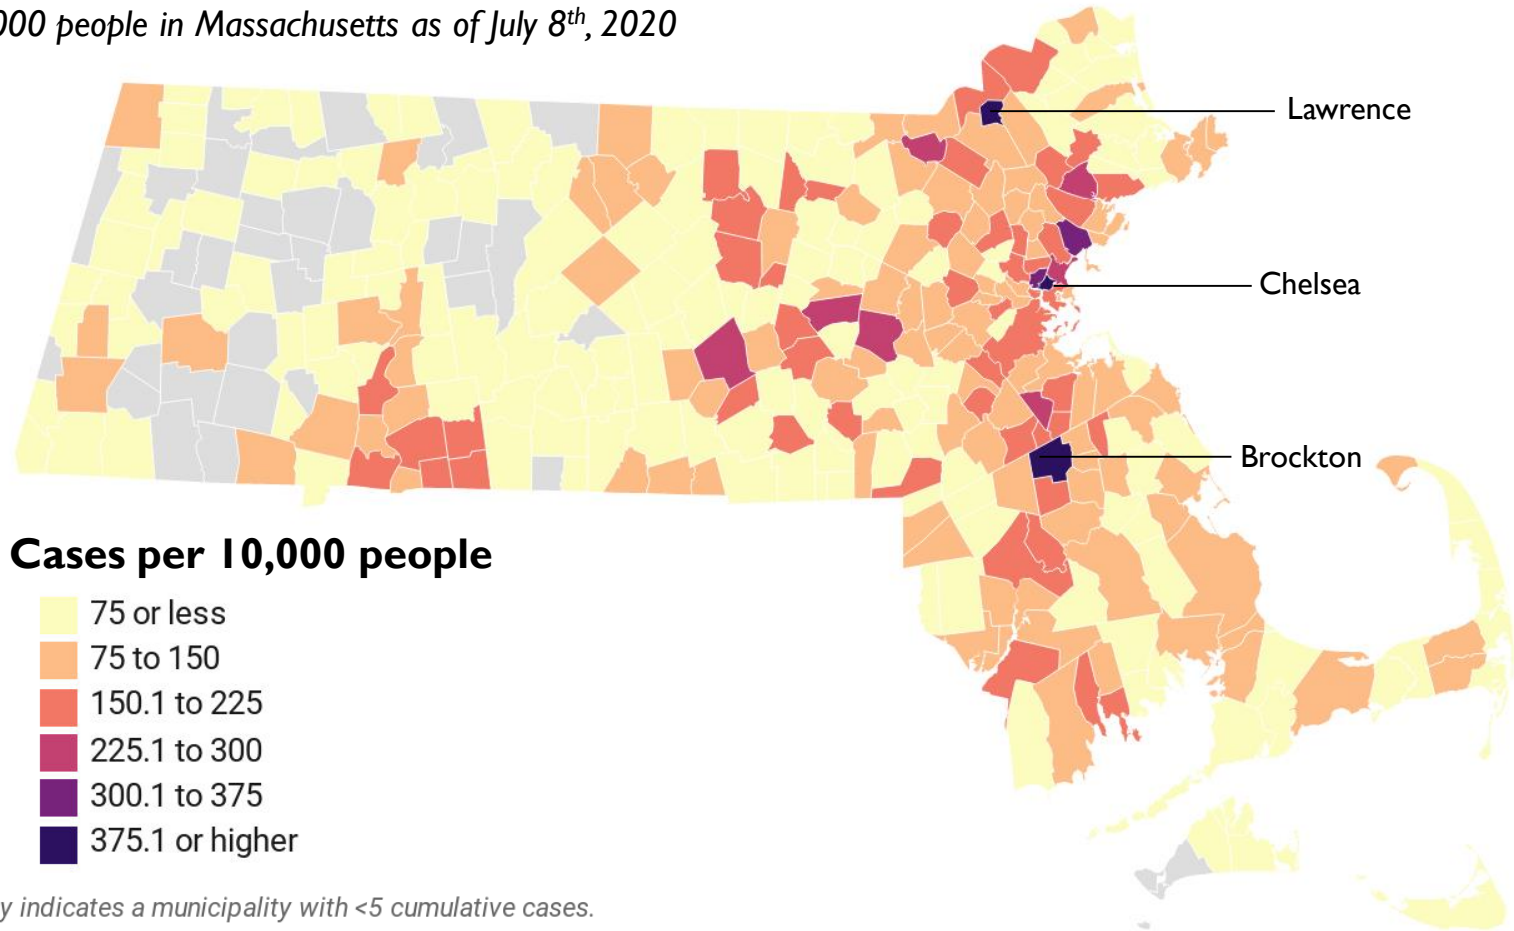 000 people in Massachusetts as of July 8th, 2020
Lawrence
Chelsea
Brockton
Cases per 10,000 people
75 or less
75 to 150
150.1 to 225
225.1 to 300
300.1 to 375
375.1 or higher
y indicates a municipality with <5 cumulative cases.